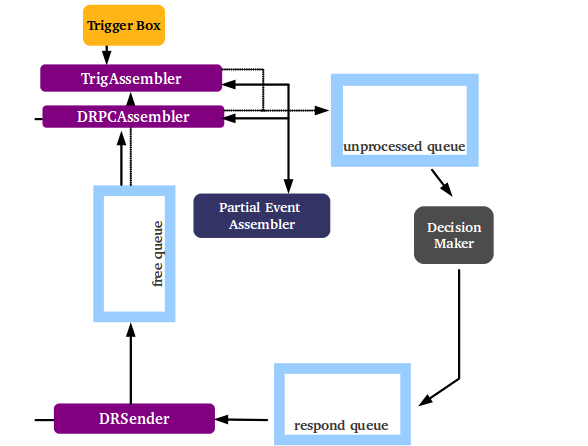 Trigger Box
TrigAssembler
DRPCAssembler
unprocessed queue
Partial Event
Assembler
Decision
Maker
free queue
DRSender
respond queue